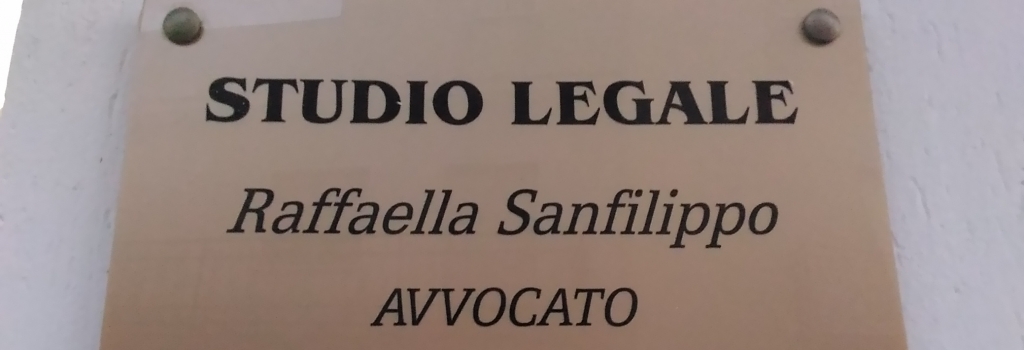 STUDIO LEGALE
Raffaella Sanfilippo
AVVOCATO